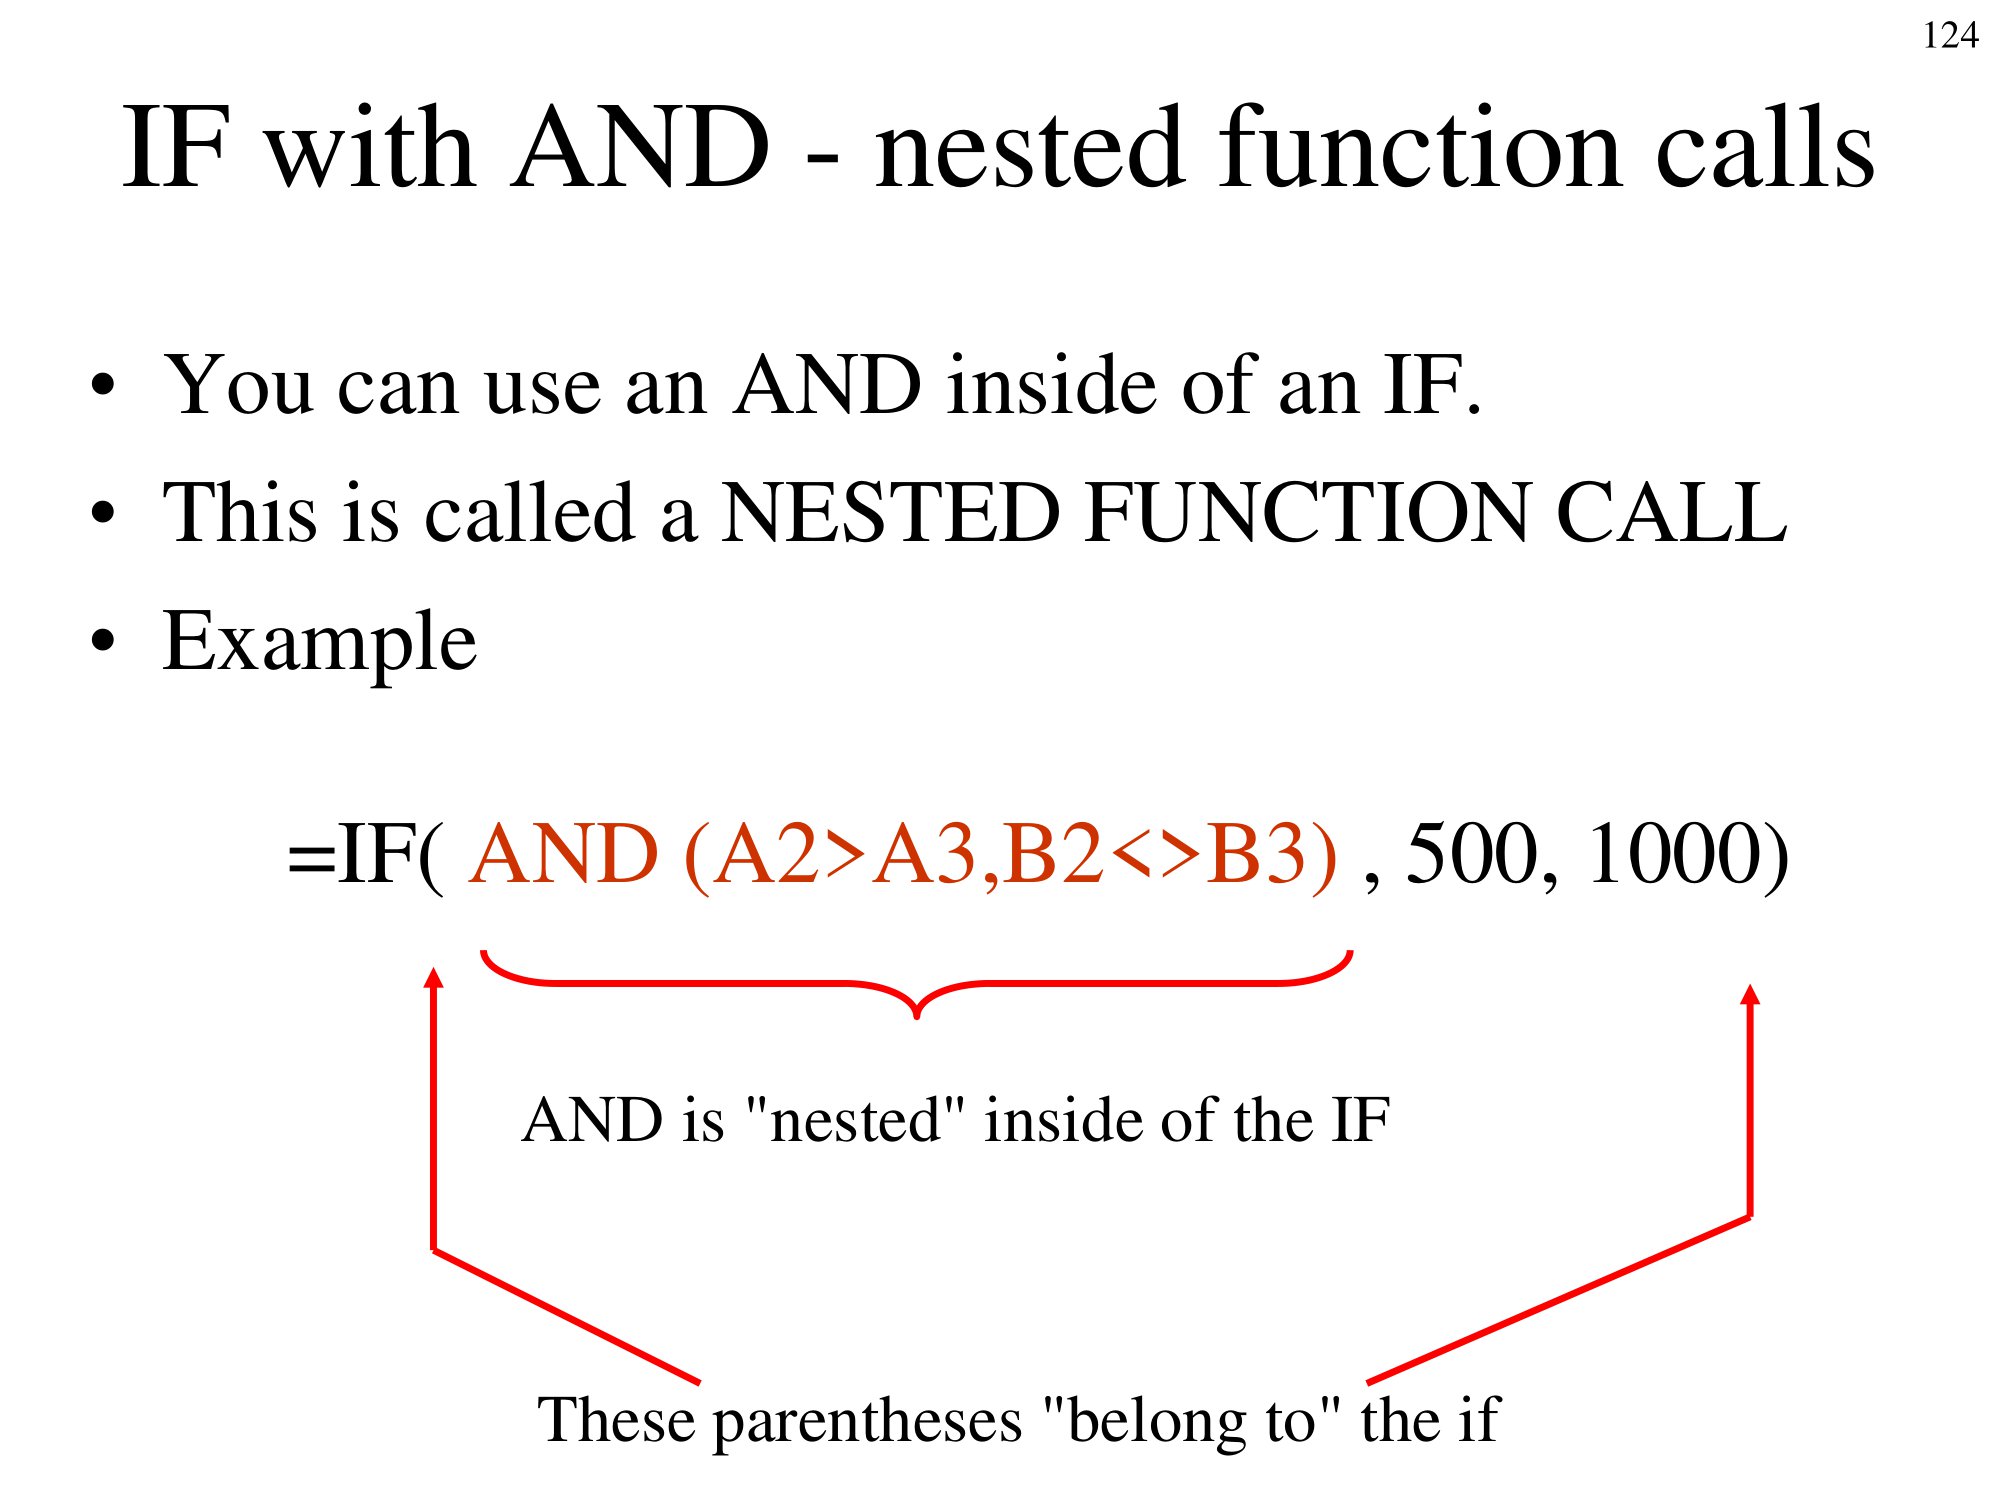 124
IF with AND - nested function calls
• You can use an AND inside of an IF.
• This is called a NESTED FUNCTION CALL
• Example
=IF( AND (A2>A3,B2<>B3) , 500, 1000)
AND is "nested" inside of the IF
These parentheses "belong to" the if